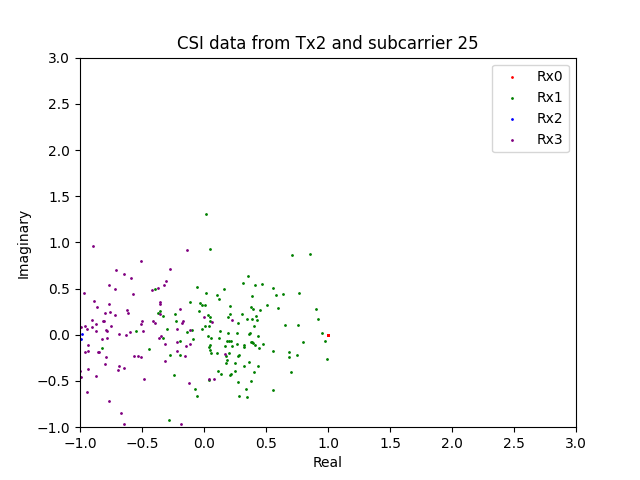 CSI data from Tx2 and subcarrier 25
3.0
2.5
2.0
1.5
1.0
0.5
0.0
−0.5
−1.0
Imaginary
Rx0
Rx1
Rx2
Rx3
−1.0 −0.5 0.0 0.5 1.0 1.5 2.0 2.5 3.0
Real